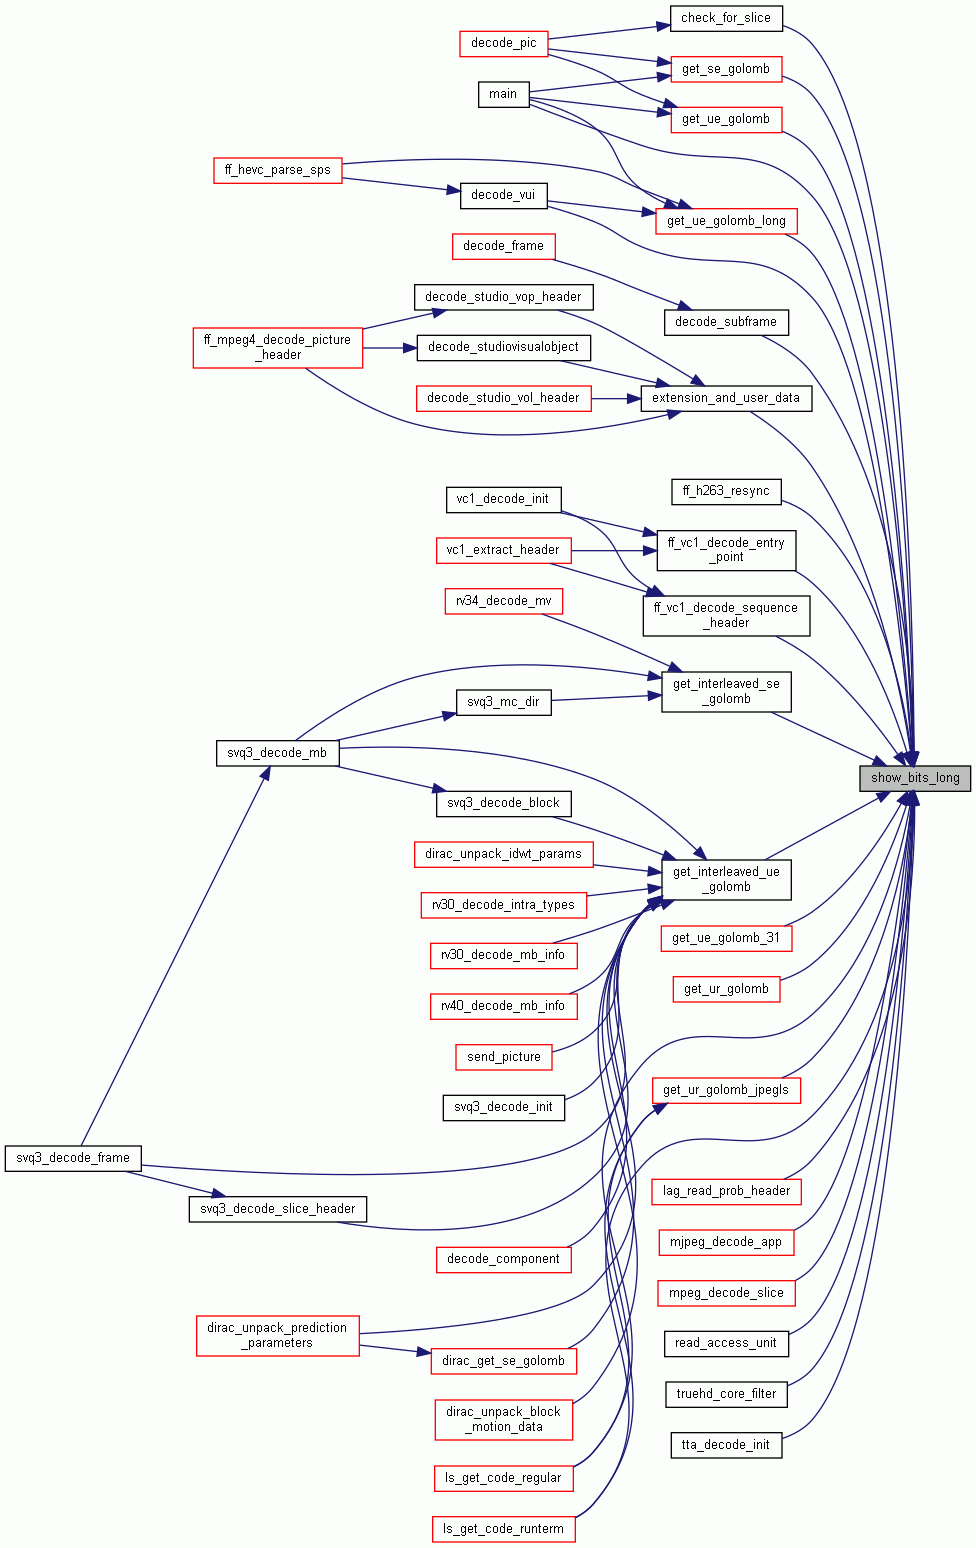 check_for_slice
decode_pic
get_se_golomb
main
get_ue_golomb
ff_hevc_parse_sps
decode_vui
get_ue_golomb_long
decode_frame
decode_studio_vop_header
decode_subframe
ff_mpeg4_decode_picture
_header
decode_studiovisualobject
decode_studio_vol_header
extension_and_user_data
vc1_decode_init
ff_h263_resync
vc1_extract_header
ff_vc1_decode_entry
_point
rv34_decode_mv
ff_vc1_decode_sequence
_header
get_interleaved_se
_golomb
svq3_mc_dir
svq3_decode_mb
show_bits_long
svq3_decode_block
dirac_unpack_idwt_params
get_interleaved_ue
_golomb
rv30_decode_intra_types
get_ue_golomb_31
rv30_decode_mb_info
get_ur_golomb
rv40_decode_mb_info
send_picture
get_ur_golomb_jpegls
svq3_decode_init
svq3_decode_frame
lag_read_prob_header
svq3_decode_slice_header
mjpeg_decode_app
decode_component
mpeg_decode_slice
dirac_unpack_prediction
_parameters
read_access_unit
dirac_get_se_golomb
truehd_core_filter
dirac_unpack_block
_motion_data
tta_decode_init
ls_get_code_regular
ls_get_code_runterm